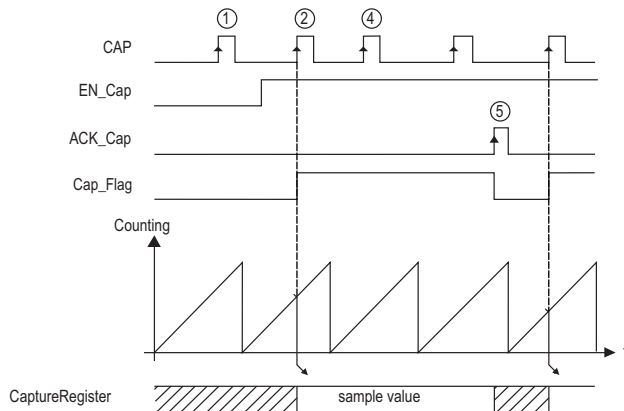 ① ② ④
CAP
EN_Cap
⑤
ACK_Cap
Cap_Flag
Counting
CaptureRegister
sample value